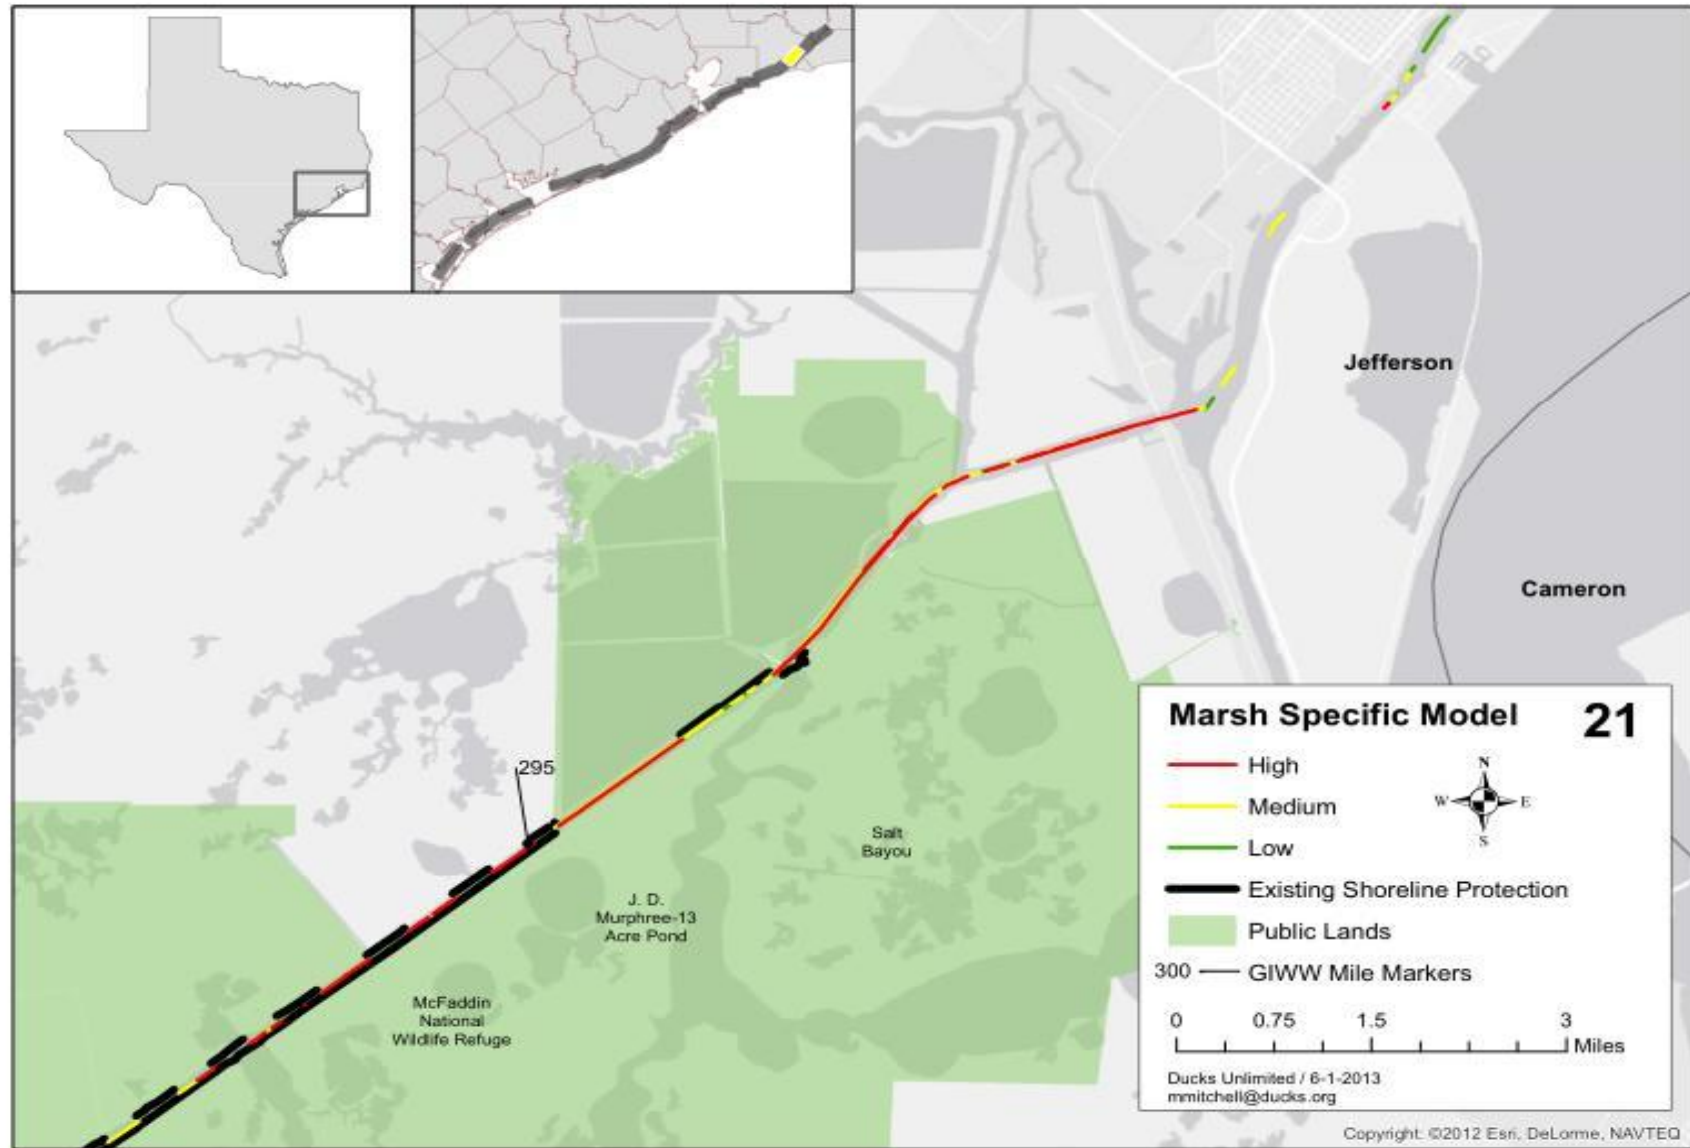 Jefferson
Cameron
295
Salt
Bayou
J. D.
Murphree-13
Acre Pond
McFaddin
National
Wildlife Refuge
Marsh Specific Model 21
High
Medium
Low
Existing Shoreline Protection
Public Lands
300 GIWW Mile Markers
N
W E
S
0 0.75 1.5 3
Miles
Ducks Unlimited / 6-1-2013
mmitchell@ducks.org
Copyright: ©2012 Esri, DeLorme, NAVTEQ